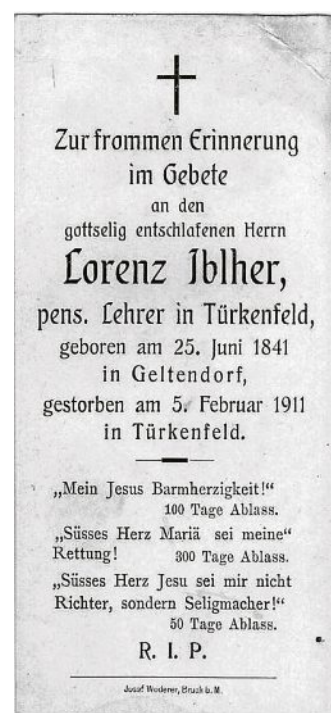 Zur frommen Erinnerung
im Gebete
an den
gottselig entschlafenen Herrn
Lorenz Iblher,
pens. Lehrer in Türkenfeld,
geboren am 25. Juni 1841
in Geltendorf,
gestorben am 5. Februar 1911
in Türkenfeld.
„Mein Jesus Barmherzigkeit!“
100 Tage Ablass.
„Süsses Herz Mariä sei meine“
Rettung! 300 Tage Ablass.
„Süsses Herz Jesu sei mir nicht
Richter, sondern Seligmacher!“
50 Tage Ablass.
R. I. P.
Josef Wöderer, Bruck b. M.